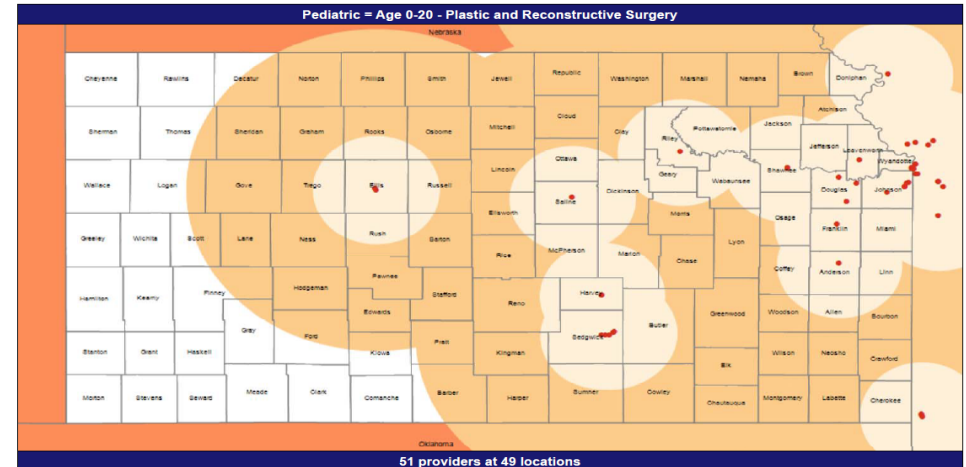 Pediatric = Age 0-20 - Plastic and Reconstructive Surgery
Nebraska
Cheyenne Rawlins Decatur Norton Phillips Smith Jewell Republic Washington Marshall Nemaha Brown Doniphan
Sherman Thomas Sheridan Graham Rooks Osborne Mitchell Cloud Clay Riley Pottawatomie Jackson Atchison
Jefferson Leavenworth
Wyandotte
Wallace Logan Gove Trego Ellis Russell Lincoln Ottawa Saline Dickinson Geary Wabaunsee Shawnee Douglas Johnson
Ellsworth Morris Osage
Greeley Wichita Scott Lane Ness Rush Barton Rice McPherson Marion Chase Lyon Franklin Miami
Coffey Anderson Linn
Hamilton Kearny Finney Hodgeman Pawnee Stafford Reno Harvey
Gray Ford Edwards Sedgwick Butler Greenwood Woodson Allen Bourbon
Stanton Grant Haskell Kiowa Pratt Kingman Elk Wilson Neosho Crawford
Morton Stevens Seward Meade Clark Comanche Barber Harper Sumner Cowley Chautauqua Montgomery Labette Cherokee
Oklahoma
51 providers at 49 locations